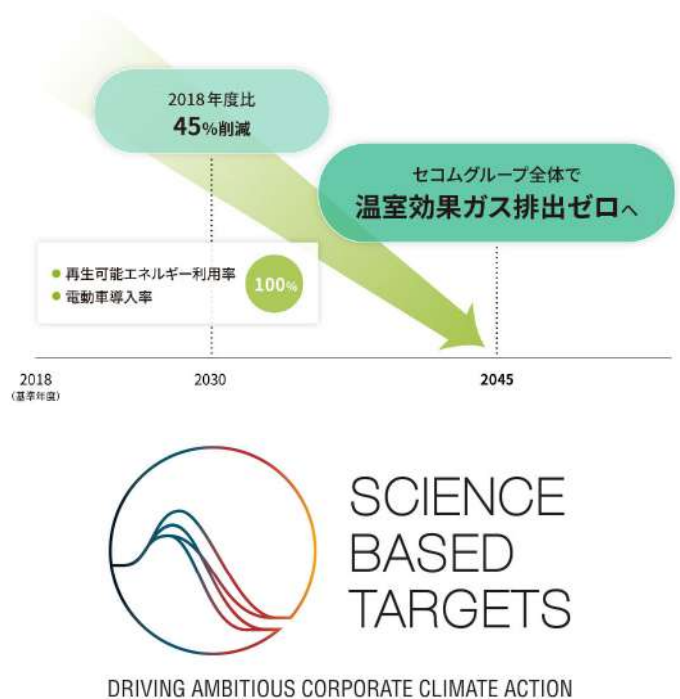 2018年度比
45%削減
セコムグループ全体で
温室効果ガス排出ゼロへ
● 再生可能エネルギー利用率
● 電動車導入率
100%
2018
(基準年度)
2030
2045
SCIENCE
BASED
TARGETS
DRIVING AMBITIOUS CORPORATE CLIMATE ACTION